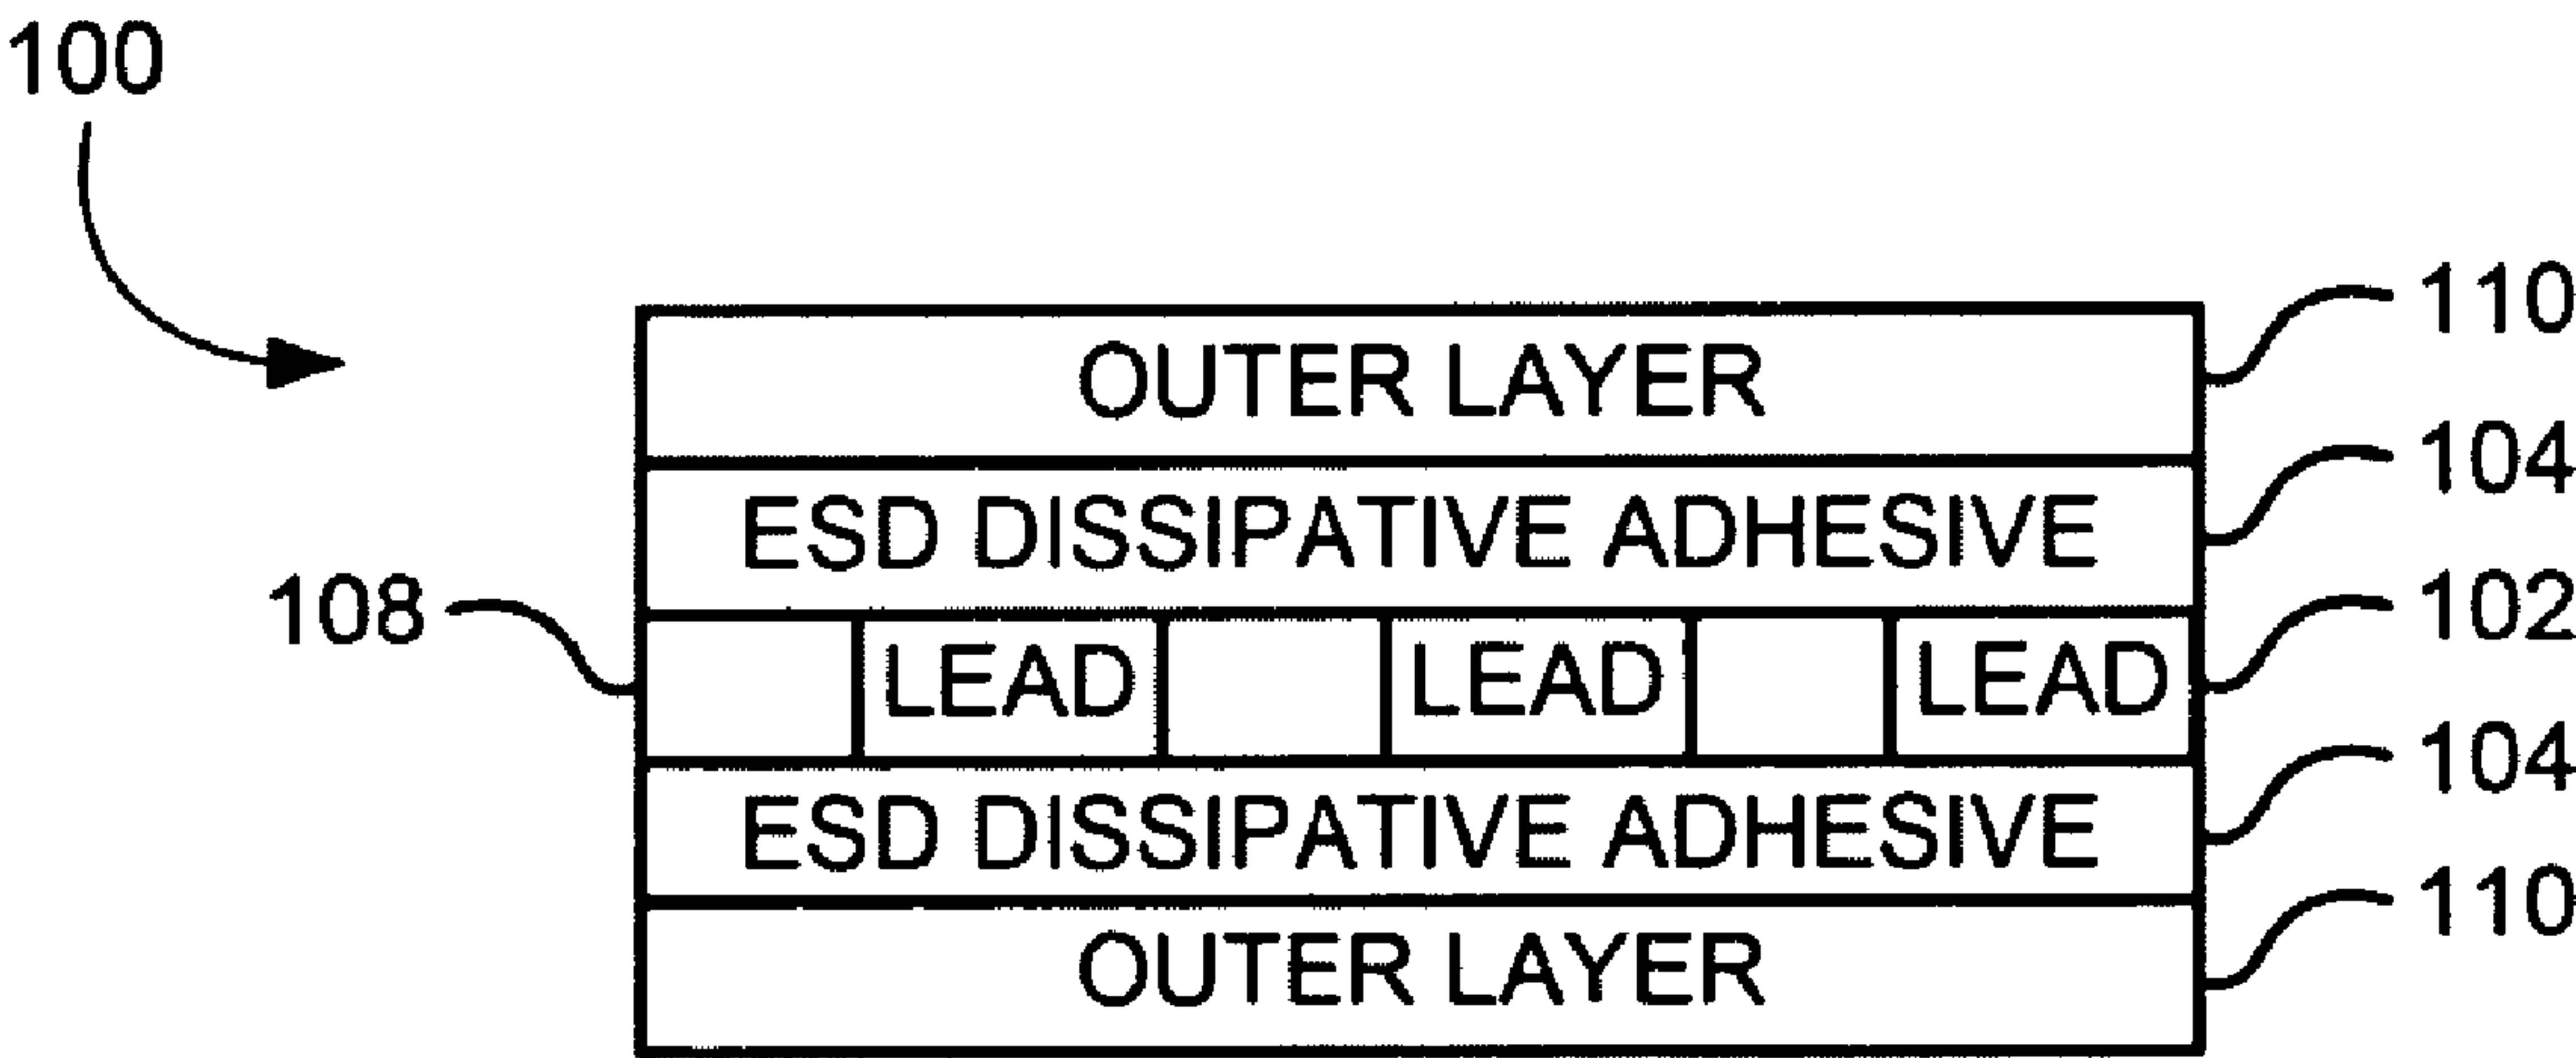 100
110
OUTER LAYER
104
ESD DISSIPATIVE ADHESIVE
108 102
LEAD LEAD LEAD
104
ESD DISSIPATIVE ADHESIVE
110
OUTER LAYER